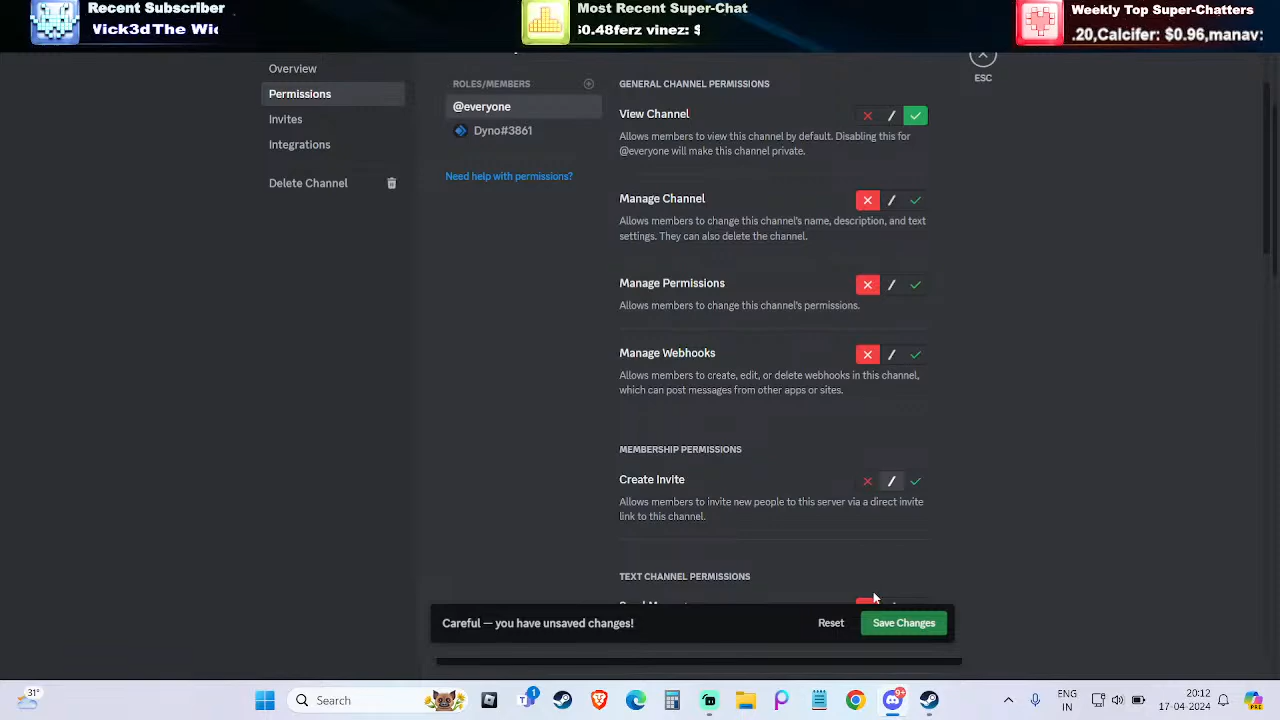 Recent Subscriber
Vick3d The Wic
Most Recent Super-Chat
$0.48ferz vinez: $
Weekly Top Super-Chatters
.20,Calcifer: $0.96,manav:
Overview
Permissions
Invites
Integrations
Delete Channel
ROLES/MEMBERS
@everyone
Dyno#3861
Need help with permissions?
GENERAL CHANNEL PERMISSIONS
ESC
View Channel
Allows members to view this channel by default. Disabling this for
@everyone will make this channel private.
Manage Channel
Allows members to change this channel's name, description, and text
settings. They can also delete the channel.
Manage Permissions
Allows members to change this channel's permissions.
Manage Webhooks
Allows members to create, edit, or delete webhooks in this channel,
which can post messages from other apps or sites.
MEMBERSHIP PERMISSIONS
Create Invite
Allows members to invite new people to this server via a direct invite
link to this channel.
TEXT CHANNEL PERMISSIONS
Careful — you have unsaved changes!
Reset
Save Changes
31°
Search
1
9+
ENG
IN
20:12
17-04-2024
PRE